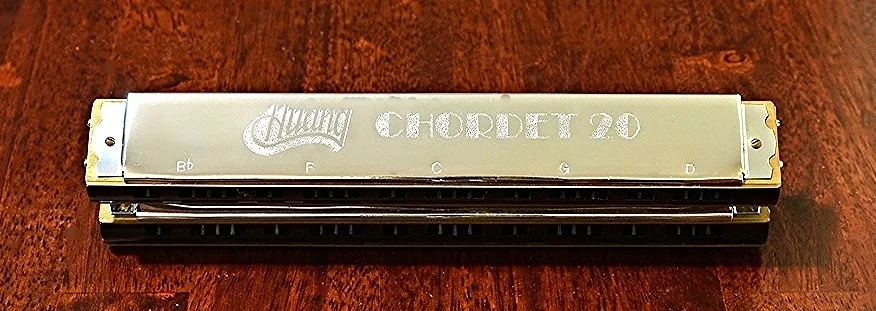 Huang CHORDET 20
B♭ F C G D